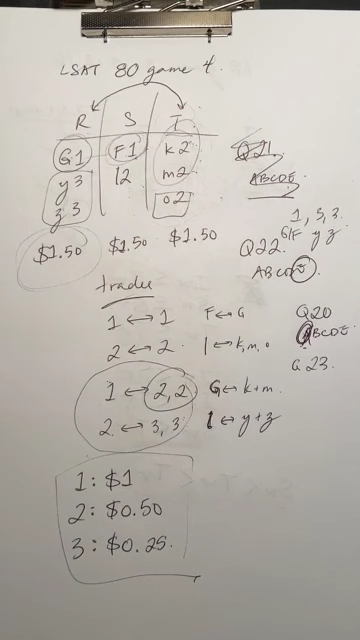 LSAT 80 game 4.
R S T
G1 F1 K2
y3 I2 m2
z3 o2
$1.50 $1.50 $1.50
Q21
ABCDE
1, 3, 3
G/F y z
Q22
ABCDE
Q20
ABCDE
Q23.
trades
1 ↔ 1 F ↔ G
2 ↔ 2 I ↔ k, m, o
1 ↔ 2, 2 G ↔ k+m.
2 ↔ 3, 3 I ↔ y+z
1: $1
2: $0.50
3: $0.25.